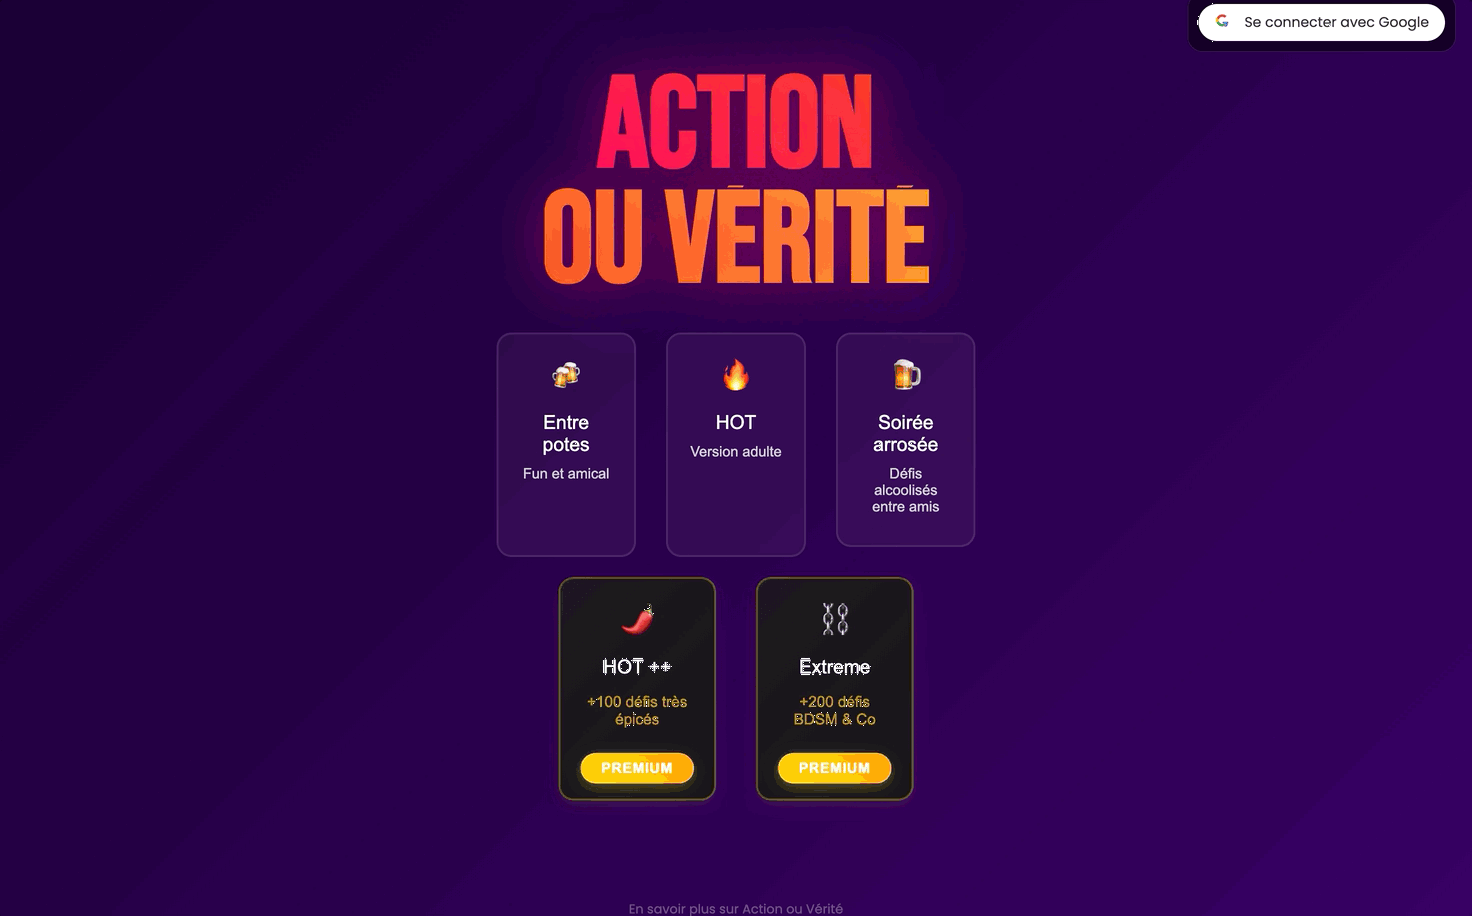 Se connecter avec Google
ACTION
OU VÉRITÉ
Entre
potes
Fun et amical
HOT
Version adulte
Soirée
arrosée
Défis
alcoolisés
entre amis
HOT ++
+100 défis très
épicés
PREMIUM
Extreme
+200 défis
BDSM & Co
PREMIUM
En savoir plus sur Action ou Vérité